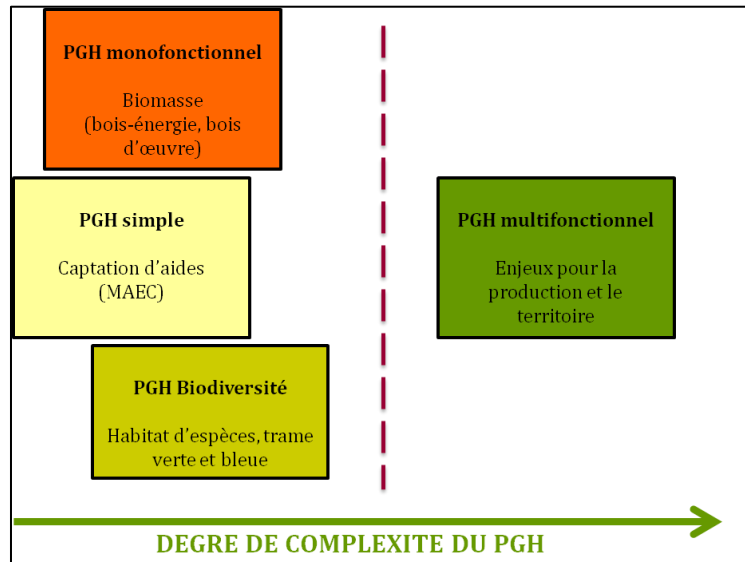 PGH monofonctionnel
Biomasse
(bois-énergie, bois
d'œuvre)
PGH simple
Captation d'aides
(MAEC)
PGH multifonctionnel
Enjeux pour la
production et le
territoire
PGH Biodiversité
Habitat d'espèces, trame
verte et bleue
DEGRE DE COMPLEXITE DU PGH